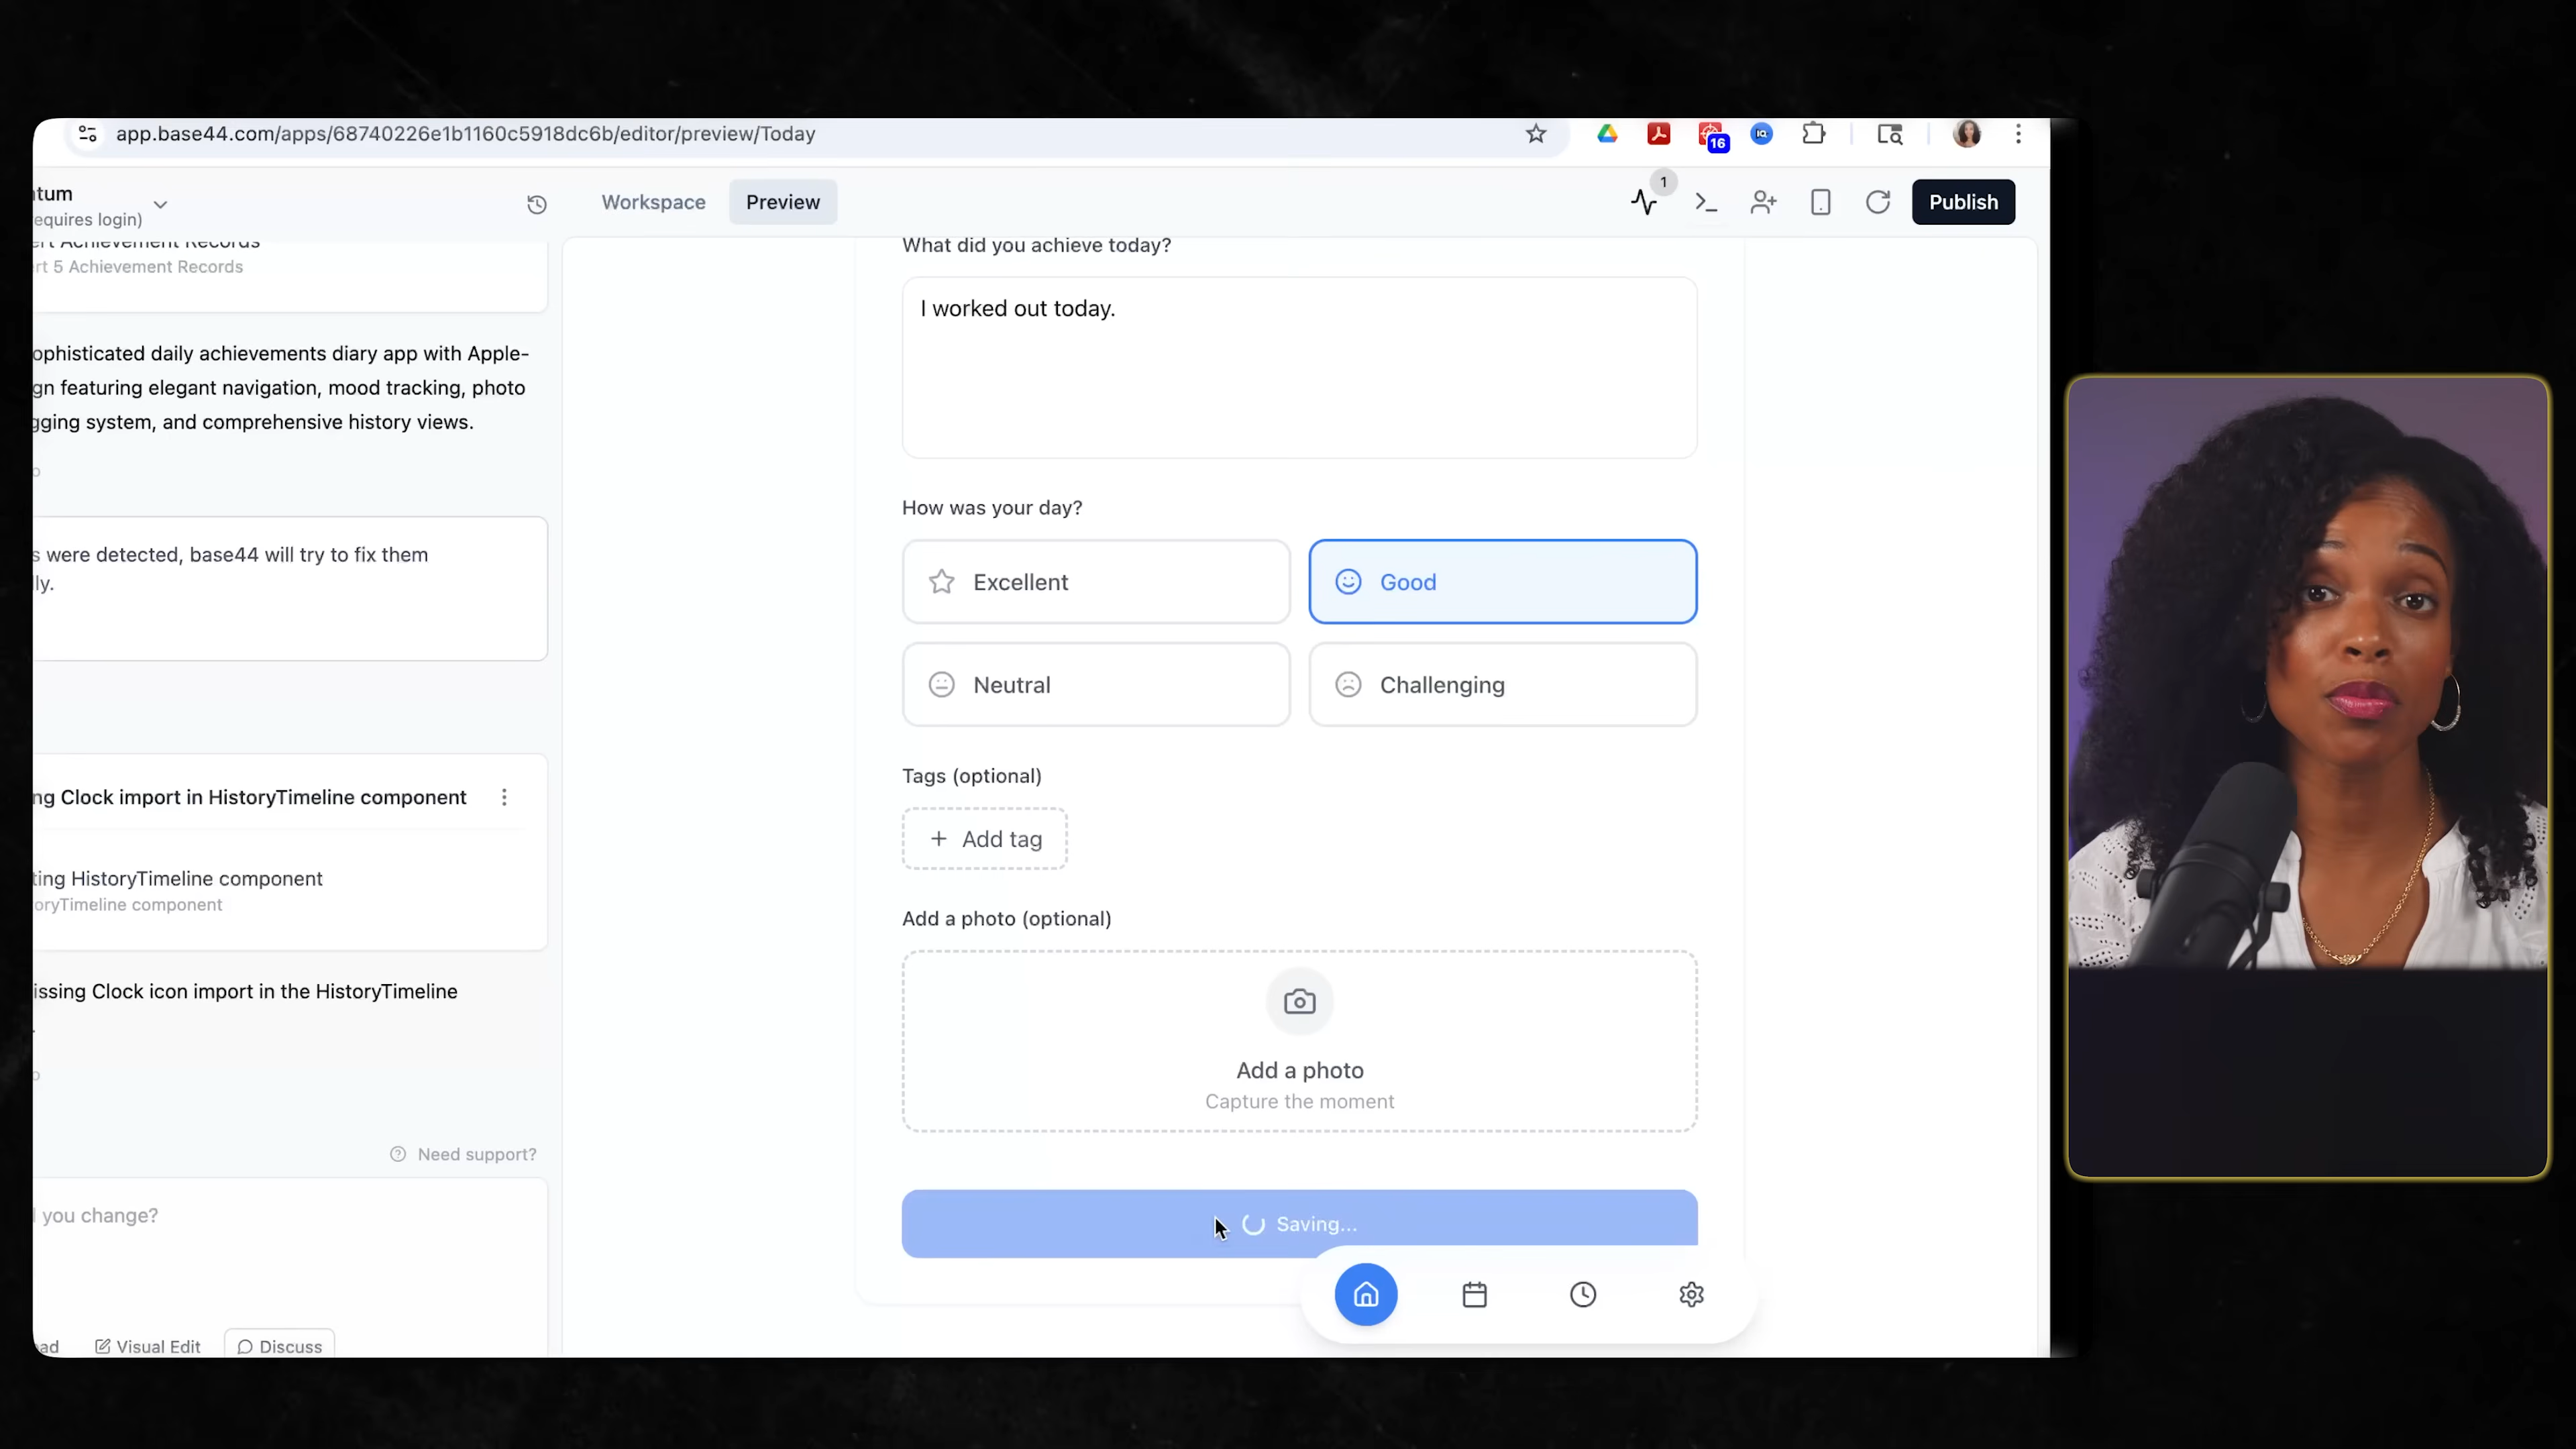 app.base44.com/apps/68740226e1b1160c5918dc6b/editor/preview/Today
16
tum
equires login)
Workspace
Preview
1
Publish
ert Achievement Records
rt 5 Achievement Records
ophisticated daily achievements diary app with Apple-
gn featuring elegant navigation, mood tracking, photo
gging system, and comprehensive history views.
o
s were detected, base44 will try to fix them
lly.
ng Clock import in HistoryTimeline component
ting HistoryTimeline component
oryTimeline component
issing Clock icon import in the HistoryTimeline
o
Need support?
you change?
ad
Visual Edit
Discuss
What did you achieve today?
I worked out today.
How was your day?
Excellent
Good
Neutral
Challenging
Tags (optional)
+ Add tag
Add a photo (optional)
Add a photo
Capture the moment
Saving...